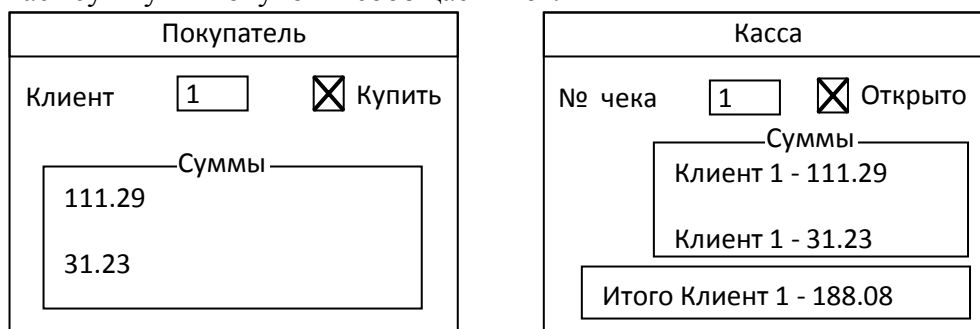 Покупатель
Клиент 1 Купить
Суммы
111.29
31.23
Касса
№ чека 1 Открыто
Суммы
Клиент 1 - 111.29
Клиент 1 - 31.23
Итого Клиент 1 - 188.08